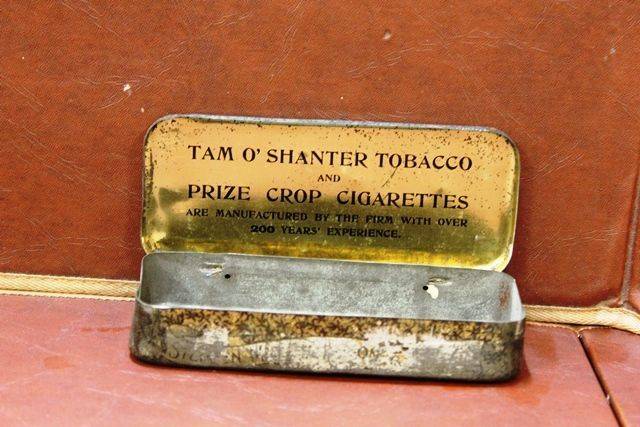 TAM O' SHANTER TOBACCO
AND
PRIZE CROP CIGARETTES
ARE MANUFACTURED BY THE FIRM WITH OVER
200 YEARS' EXPERIENCE.